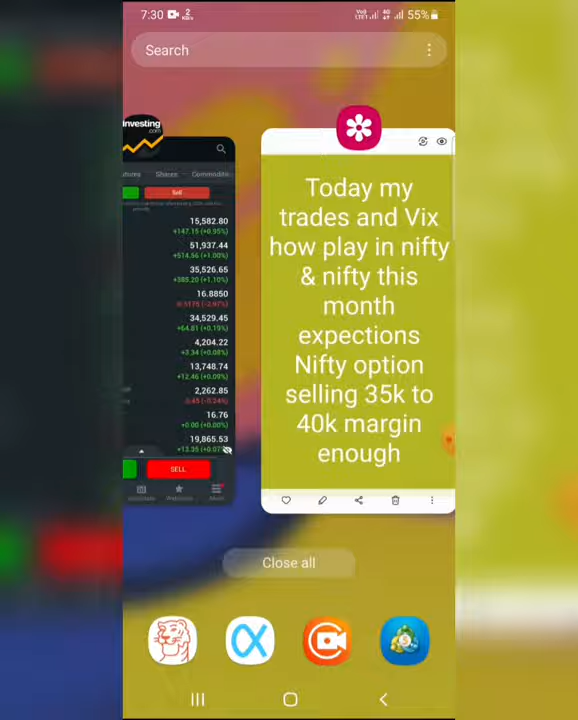 7:30
2
KB/s
55%
Search
investing
.com
Shares
Sell
15,582.80
+147.15 (+0.95%)
51,937.44
+514.56 (+1.00%)
35,526.65
+385.20 (+1.10%)
16.8850
34,529.45
+64.81 (+0.19%)
4,204.22
+3.34 (+0.08%)
13,748.74
+12.46 (+0.09%)
2,262.85
16.76
+0.00 (+0.00%)
19,865.53
SELL
Today my
trades and Vix
how play in nifty
& nifty this
month
expections
Nifty option
selling 35k to
40k margin
enough
Close all